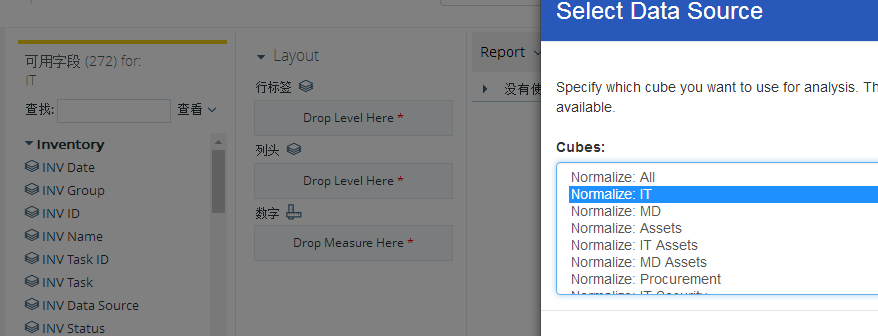 可用字段 (272) for:
IT
查找:
查看
Inventory
INV Date
INV Group
INV ID
INV Name
INV Task ID
INV Task
INV Data Source
INV Status
Layout
行标签
Drop Level Here *
列头
Drop Level Here *
数字
Drop Measure Here *
Report
没有使
Select Data Source
Specify which cube you want to use for analysis. Th
available.
Cubes:
Normalize: All
Normalize: IT
Normalize: MD
Normalize: Assets
Normalize: IT Assets
Normalize: MD Assets
Normalize: Procurement
Normalize: IT Security